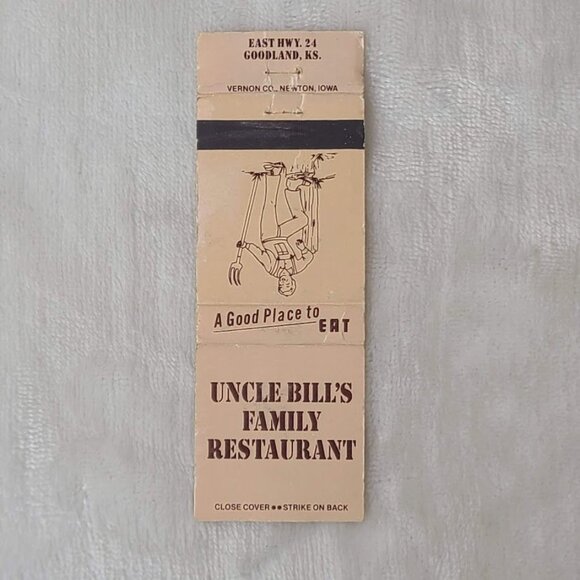 EAST HWY. 24
GOODLAND, KS.
VERNON CO., NEWTON, IOWA
A Good Place to
EAT
UNCLE BILL'S
FAMILY
RESTAURANT
CLOSE COVER ●● STRIKE ON BACK